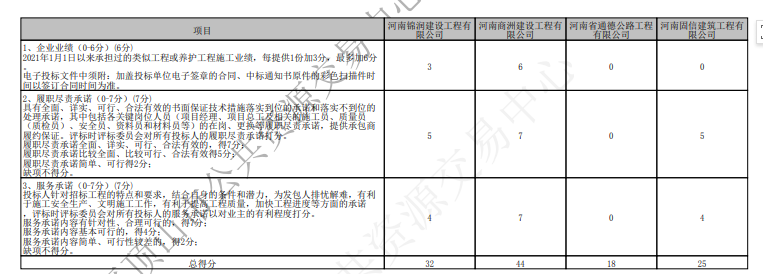 项目
河南锦润建设工程有限公司
河南商洲建设工程有限公司
河南省通德公路工程有限公司
河南固信建筑工程有限公司
1、企业业绩（0-6分）(6分)
2021年1月1日以来承担过的类似工程或养护工程施工业绩，每提供1份加3分，最多加6分
。
电子投标文件中须附：加盖投标单位电子签章的合同、中标通知书原件的彩色扫描件时
间以签订合同时间为准。
3
6
0
0
2、履职尽责承诺（0-7分）(7分)
具有全面、详实、可行、合法有效的书面保证技术措施落实到位的承诺和落实不到位的
处理承诺，其中包括各关键岗位人员（项目经理、项目总工及相关的施工员、质量员
（质检员）、安全员、资料员和材料员等）的在岗、更换等履职尽责承诺，提供承包商
履约保证。评标时评标委员会对所有投标人的履职尽责承诺打分。
履职尽责承诺全面、详实、可行、合法有效的，得7分；
履职尽责承诺比较全面、比较可行、合法有效得5分；
履职尽责承诺简单、可行得2分；
缺项不得分。
5
7
0
5
3、服务承诺（0-7分）(7分)
投标人针对招标工程的特点和要求，结合自身的条件和潜力，为发包人排忧解难。有利
于施工安全生产、文明施工工作，有利于提高工程质量，加快工程进度等方面的承诺
，评标时评标委员会对所有投标人的服务承诺以对业主的有利程度打分。
服务承诺内容有针对性、合理可行的，得7分；
服务承诺内容基本可行的，得4分；
服务承诺内容简单、可行性较差的，得2分；
缺项不得分。
4
7
0
4
总得分
32
44
18
25
顶山市公共资源交易中心
共资源交易中心